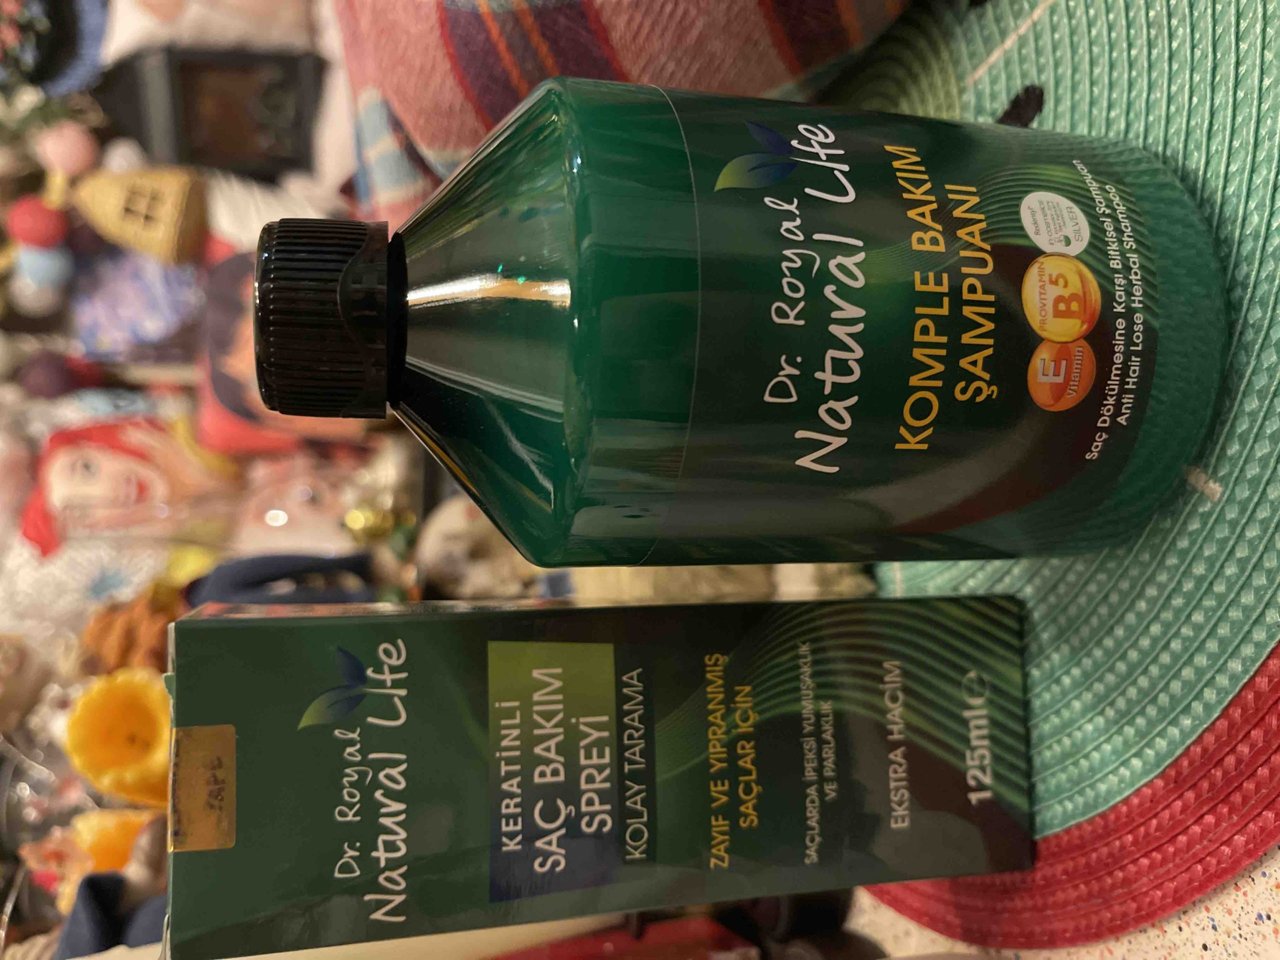 Dr. Royal
Natural Life
KOMPLE BAKIM
ŞAMPUANI
E
Vitamin
PROVITAMIN
B5
SILVER
Saç Dökülmesine Karşı Bitkisel Şampuan
Anti Hair Lose Herbal Shampoo
Dr. Royal
Natural Life
KERATİNLİ
SAÇ BAKIM
SPREYİ
KOLAY TARAMA
ZAYIF VE YIPRANMIŞ
SAÇLAR İÇİN
SAÇLARDA İPEKSİ YUMUŞAKLIK
VE PARLAKLIK
EKSTRA HACİM
125ml e